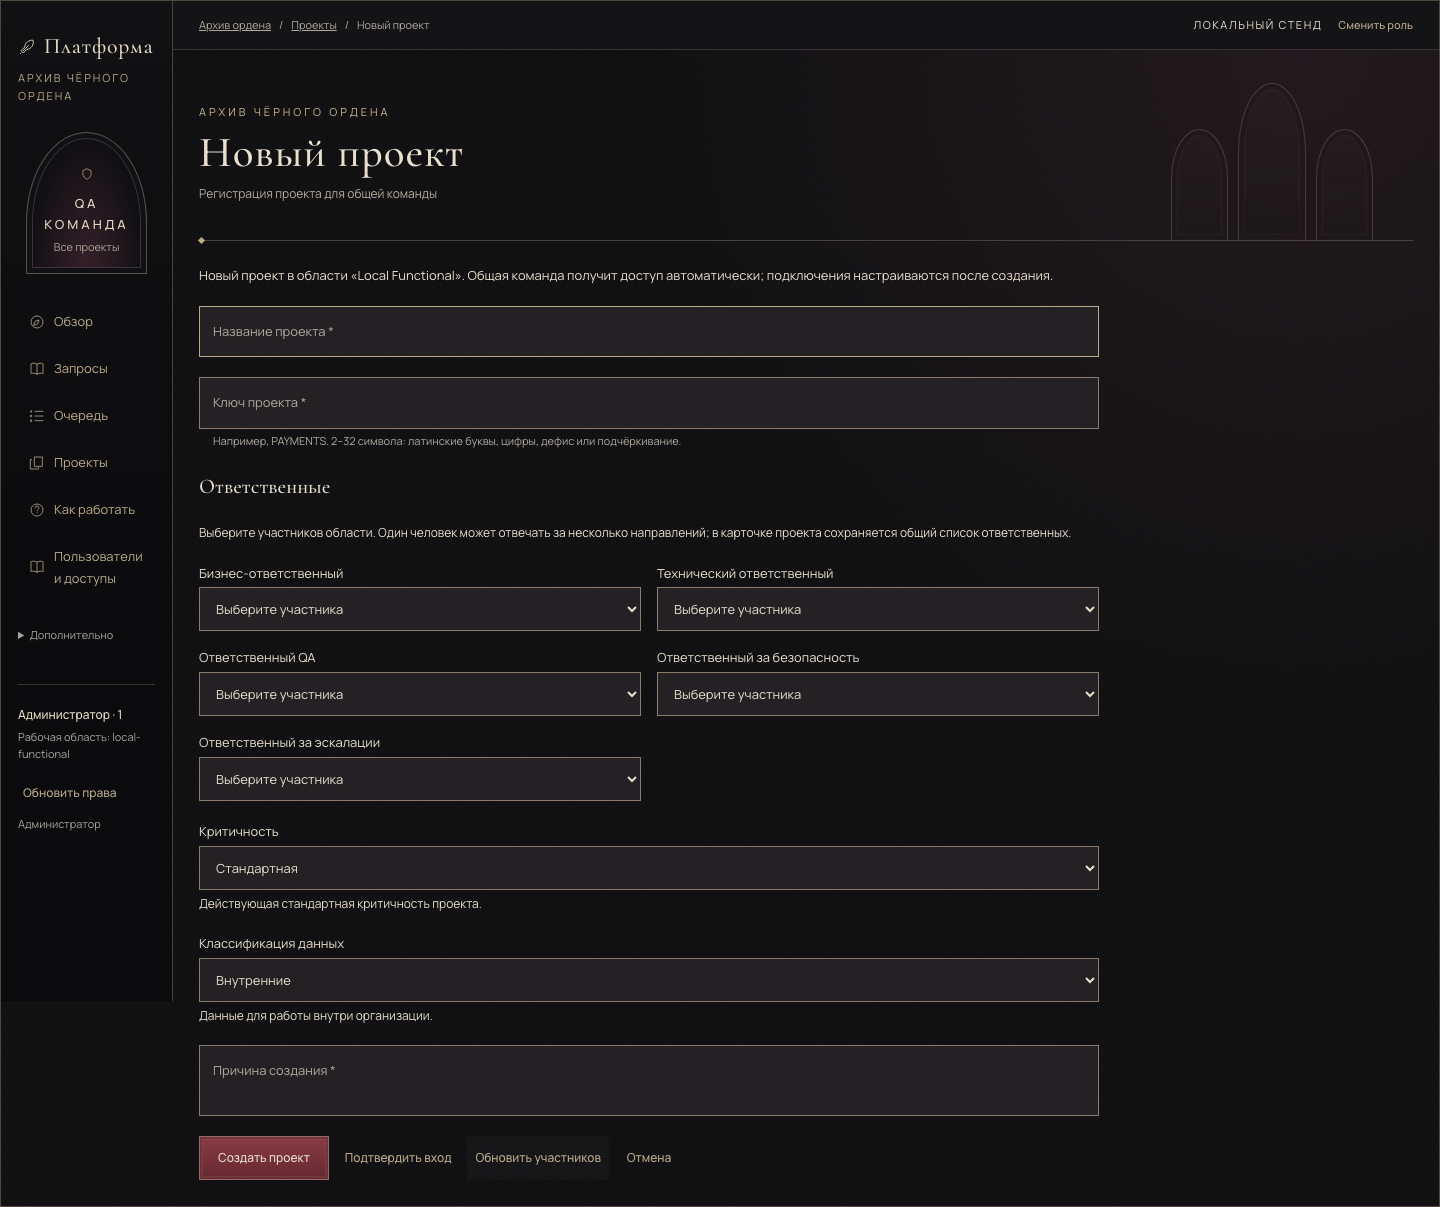 Платформа
АРХИВ ЧЁРНОГО
ОРДЕНА
QA
КОМАНДА
Все проекты
Обзор
Запросы
Очередь
Проекты
Как работать
Пользователи
и доступы
Дополнительно
Администратор · 1
Рабочая область: local-
functional
Обновить права
Администратор
Архив ордена / Проекты / Новый проект
ЛОКАЛЬНЫЙ СТЕНД Сменить роль
АРХИВ ЧЁРНОГО ОРДЕНА
Новый проект
Регистрация проекта для общей команды
Новый проект в области «Local Functional». Общая команда получит доступ автоматически; подключения настраиваются после создания.
Название проекта *
Ключ проекта *
Например, PAYMENTS. 2–32 символа: латинские буквы, цифры, дефис или подчёркивание.
Ответственные
Выберите участников области. Один человек может отвечать за несколько направлений; в карточке проекта сохраняется общий список ответственных.
Бизнес-ответственный
Выберите участника
Технический ответственный
Выберите участника
Ответственный QA
Выберите участника
Ответственный за безопасность
Выберите участника
Ответственный за эскалации
Выберите участника
Критичность
Стандартная
Действующая стандартная критичность проекта.
Классификация данных
Внутренние
Данные для работы внутри организации.
Причина создания *
Создать проект Подтвердить вход Обновить участников Отмена